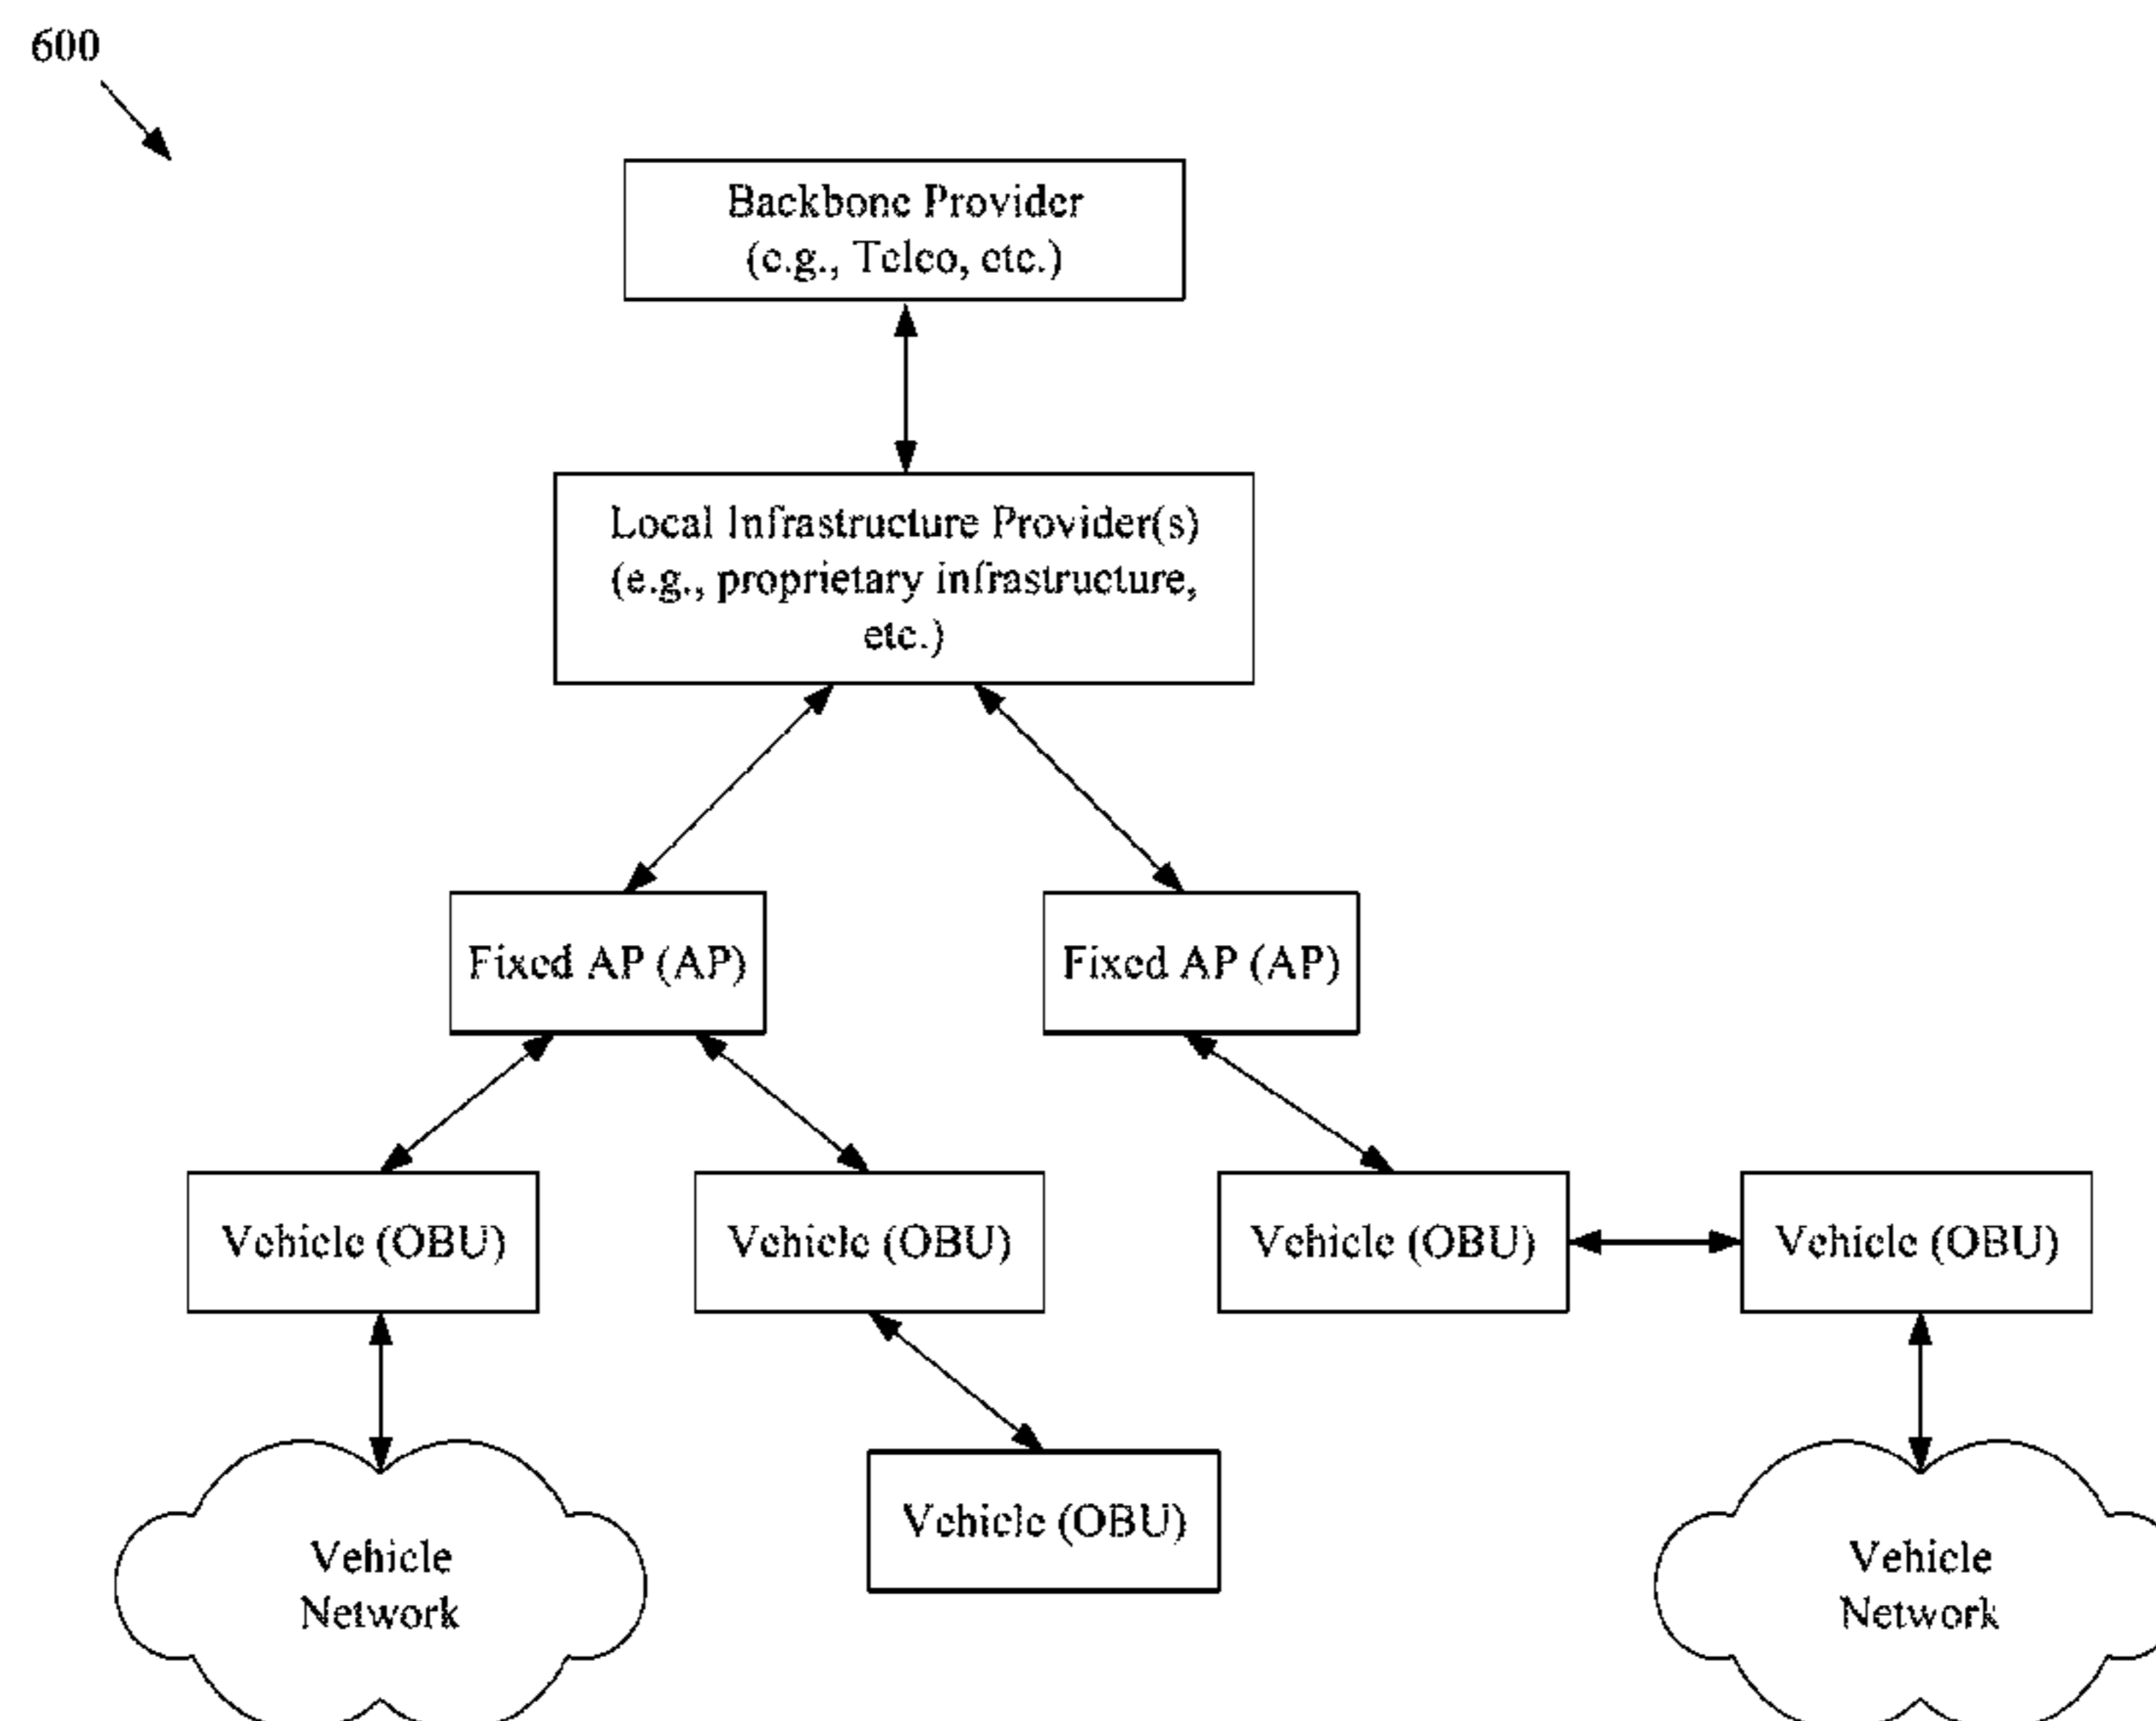 600
Backbone Provider
(e.g., Telco, etc.)
Local Infrastructure Provider(s)
(e.g., proprietary infrastructure,
etc.)
Fixed AP (AP)
Fixed AP (AP)
Vehicle (OBU)
Vehicle (OBU)
Vehicle (OBU)
Vehicle (OBU)
Vehicle (OBU)
Vehicle
Network
Vehicle
Network